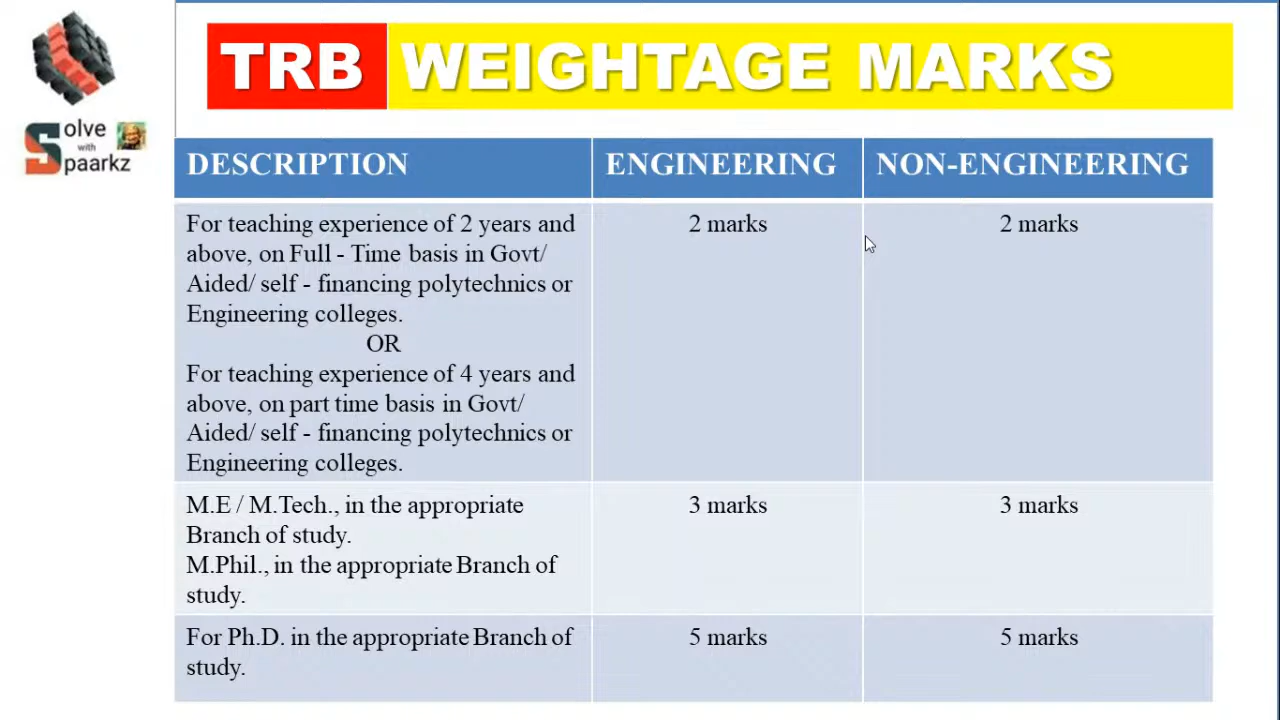 TRB WEIGHTAGE MARKS
Solve
with
Spaarkz
DESCRIPTION ENGINEERING NON-ENGINEERING
For teaching experience of 2 years and 2 marks 2 marks
above, on Full - Time basis in Govt/
Aided/ self - financing polytechnics or
Engineering colleges.
OR
For teaching experience of 4 years and
above, on part time basis in Govt/
Aided/ self - financing polytechnics or
Engineering colleges.
M.E / M.Tech., in the appropriate 3 marks 3 marks
Branch of study.
M.Phil., in the appropriate Branch of
study.
For Ph.D. in the appropriate Branch of 5 marks 5 marks
study.